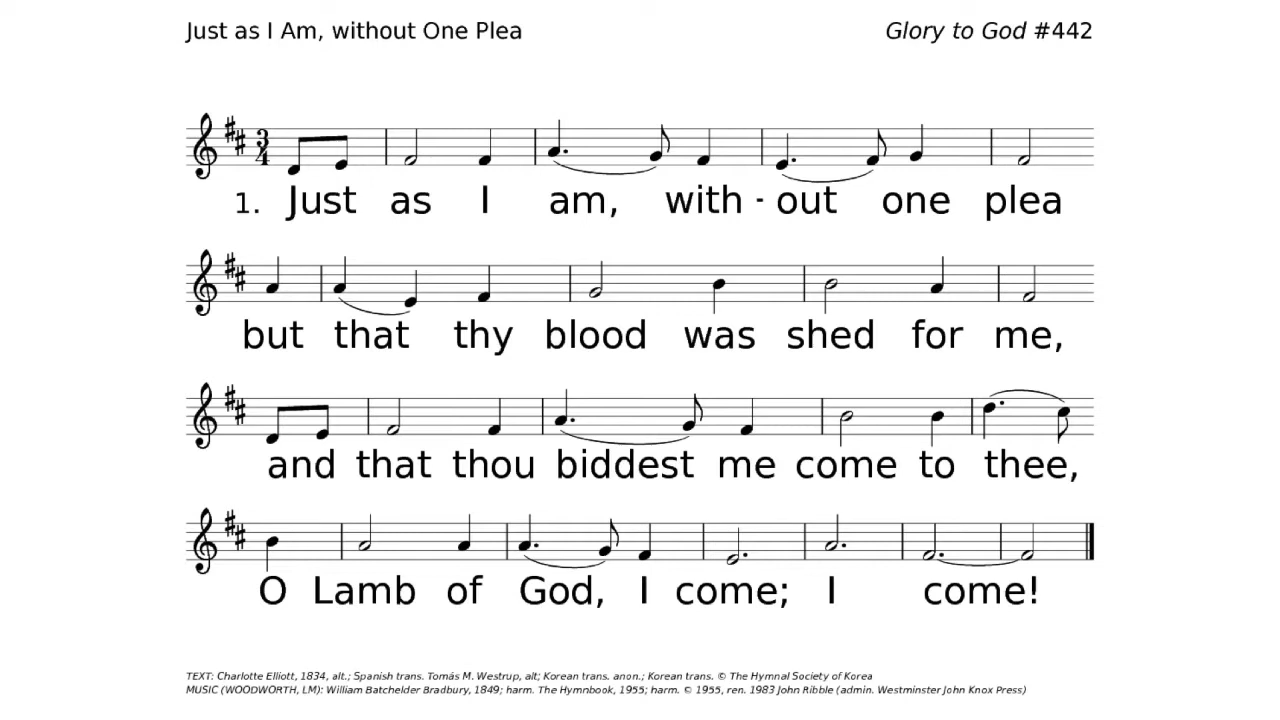 Just as I Am, without One Plea
Glory to God #442
3
4
1. Just as I am, with - out one plea
but that thy blood was shed for me,
and that thou biddest me come to thee,
O Lamb of God, I come; I come!
TEXT: Charlotte Elliott, 1834, alt.; Spanish trans. Tomás M. Westrup, alt; Korean trans. anon.; Korean trans. © The Hymnal Society of Korea
MUSIC (WOODWORTH, LM): William Batchelder Bradbury, 1849; harm. The Hymnbook, 1955; harm. © 1955, ren. 1983 John Ribble (admin. Westminster John Knox Press)